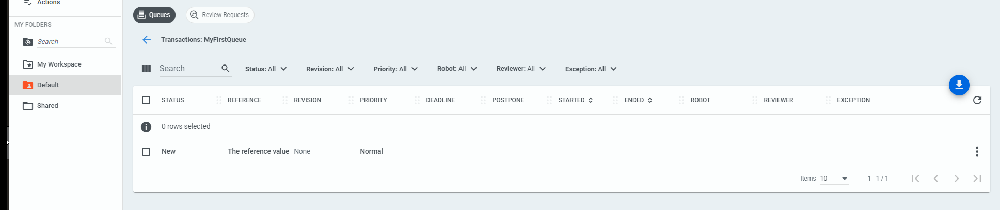 Actions
MY FOLDERS
Search
My Workspace
Default
Shared
Queues
Review Requests
Transactions: MyFirstQueue
Search
Status: All
Revision: All
Priority: All
Robot: All
Reviewer: All
Exception: All
STATUS REFERENCE REVISION PRIORITY DEADLINE POSTPONE STARTED ENDED ROBOT REVIEWER EXCEPTION
0 rows selected
New The reference value None Normal
Items 10 1 - 1 / 1